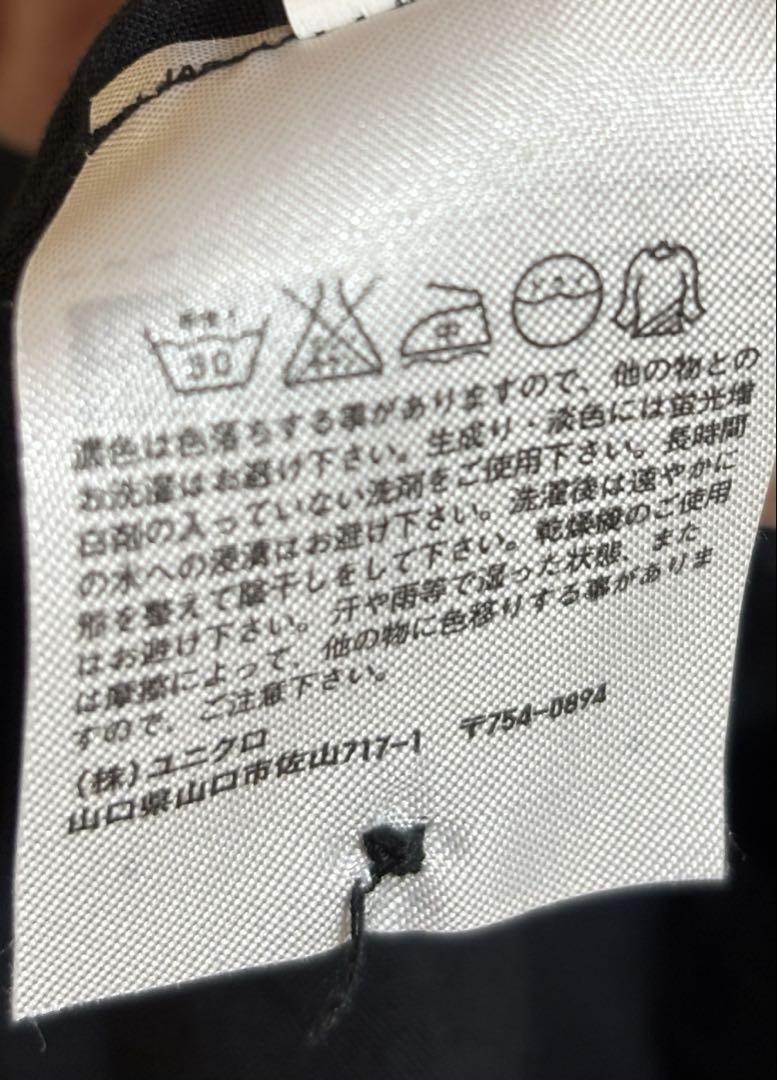 30
中
ドライ
濃色は色落ちする事がありますので、他の物との
お洗濯はお避け下さい。生成り・淡色には蛍光増
白剤の入っていない洗剤をご使用下さい。長時間
の水への浸漬はお避け下さい。洗濯後は速やかに
形を整えて陰干しをして下さい。乾燥機のご使用
はお避け下さい。汗や雨等で湿った状態、また
は摩擦によって、他の物に色移りする事がありま
すので、ご注意下さい。
(株)ユニクロ
山口県山口市佐山717-1 〒754-0894